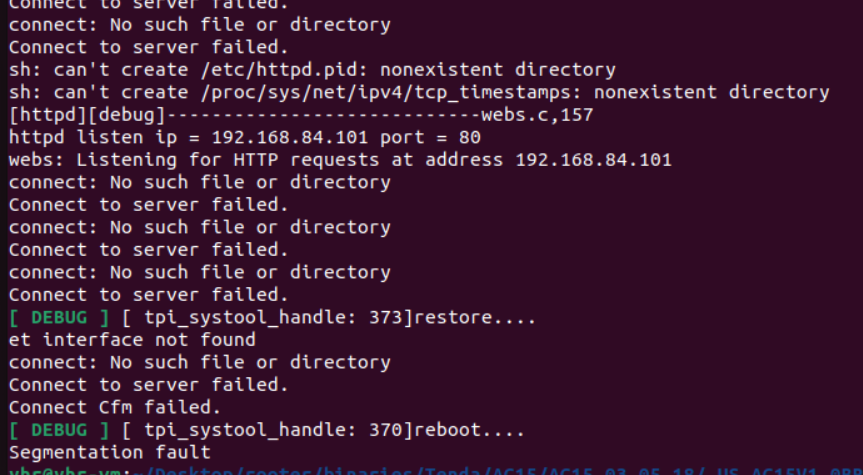 Connect to server failed.
connect: No such file or directory
Connect to server failed.
sh: can't create /etc/httpd.pid: nonexistent directory
sh: can't create /proc/sys/net/ipv4/tcp_timestamps: nonexistent directory
[httpd][debug]----------------------------webs.c,157
httpd listen ip = 192.168.84.101 port = 80
webs: Listening for HTTP requests at address 192.168.84.101
connect: No such file or directory
Connect to server failed.
connect: No such file or directory
Connect to server failed.
connect: No such file or directory
Connect to server failed.
[ DEBUG ] [ tpi_systool_handle: 373]restore....
et interface not found
connect: No such file or directory
Connect to server failed.
Connect Cfm failed.
[ DEBUG ] [ tpi_systool_handle: 370]reboot....
Segmentation fault